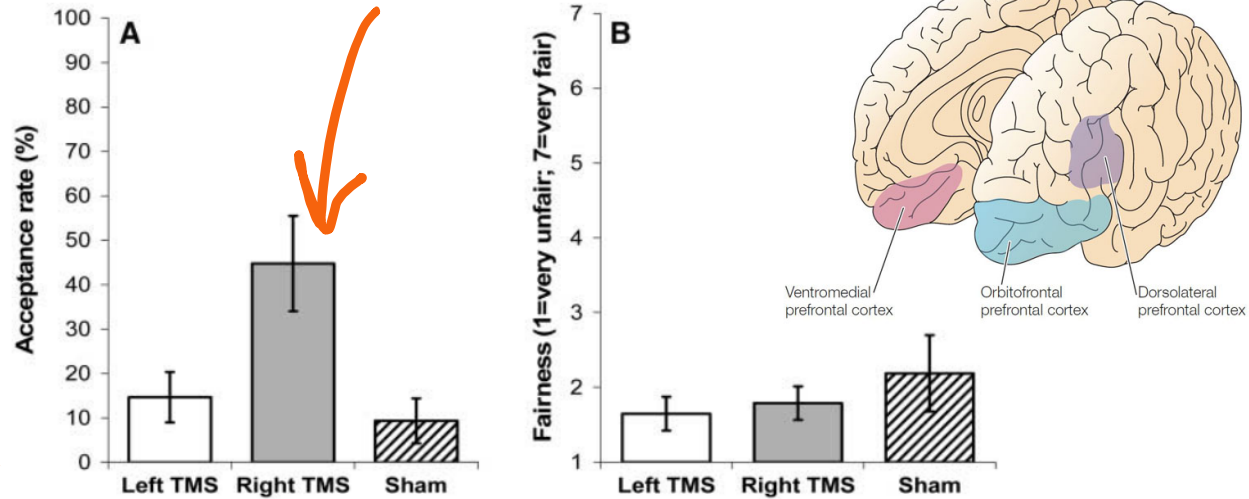 A
Acceptance rate (%)
100
90
80
70
60
50
40
30
20
10
0
Left TMS
Right TMS
Sham
B
Fairness (1=very unfair; 7=very fair)
7
6
5
4
3
2
1
Left TMS
Right TMS
Sham
Ventromedial
prefrontal cortex
Orbitofrontal
prefrontal cortex
Dorsolateral
prefrontal cortex